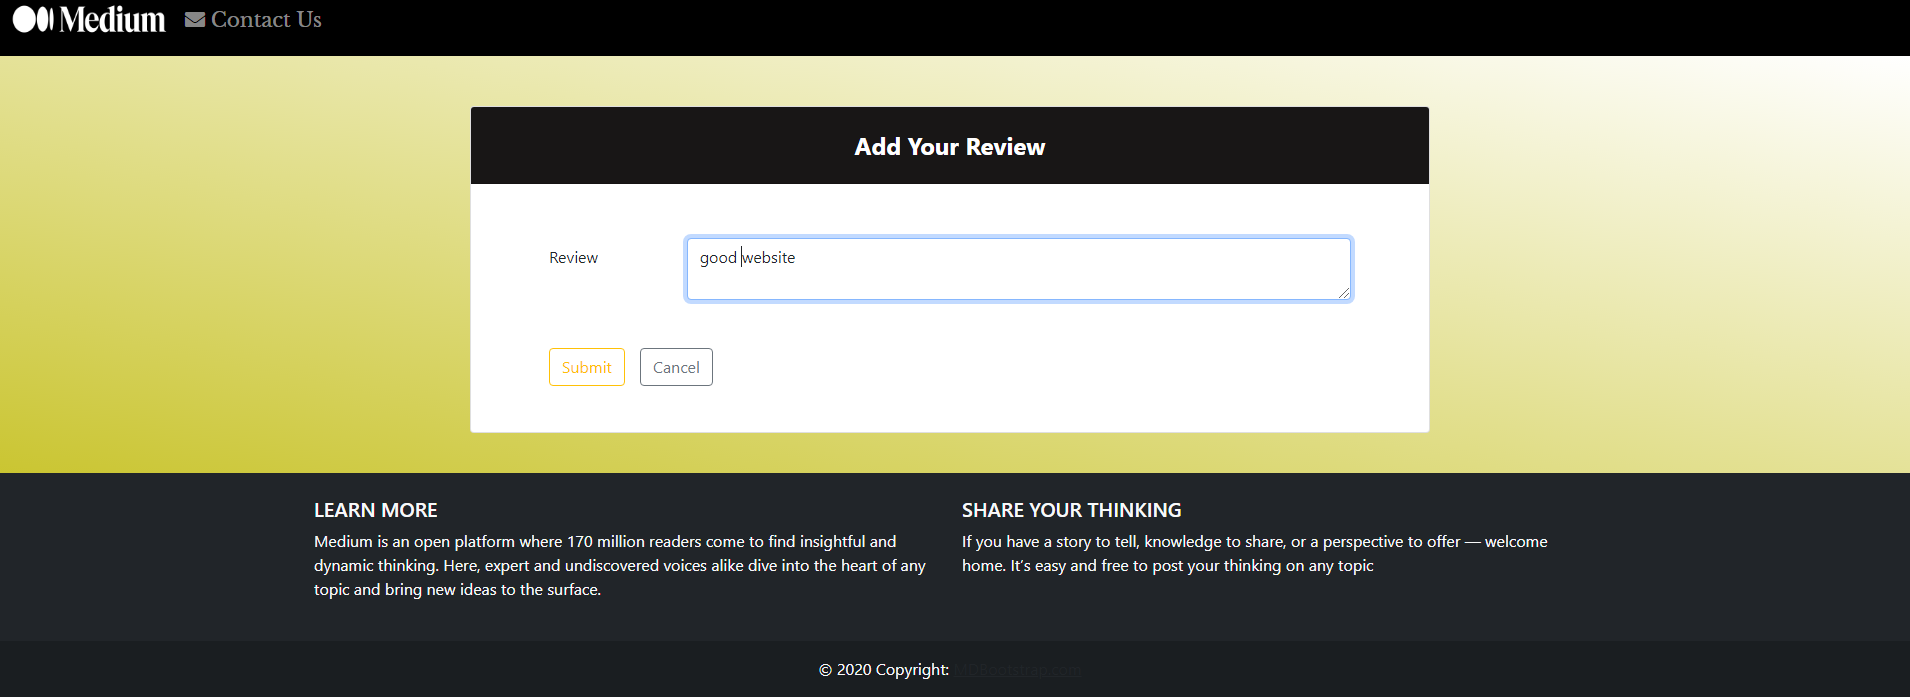 Medium Contact Us
Add Your Review
Review
good website
Submit Cancel
LEARN MORE
Medium is an open platform where 170 million readers come to find insightful and
dynamic thinking. Here, expert and undiscovered voices alike dive into the heart of any
topic and bring new ideas to the surface.
SHARE YOUR THINKING
If you have a story to tell, knowledge to share, or a perspective to offer — welcome
home. It’s easy and free to post your thinking on any topic
© 2020 Copyright: MDBootstrap.com